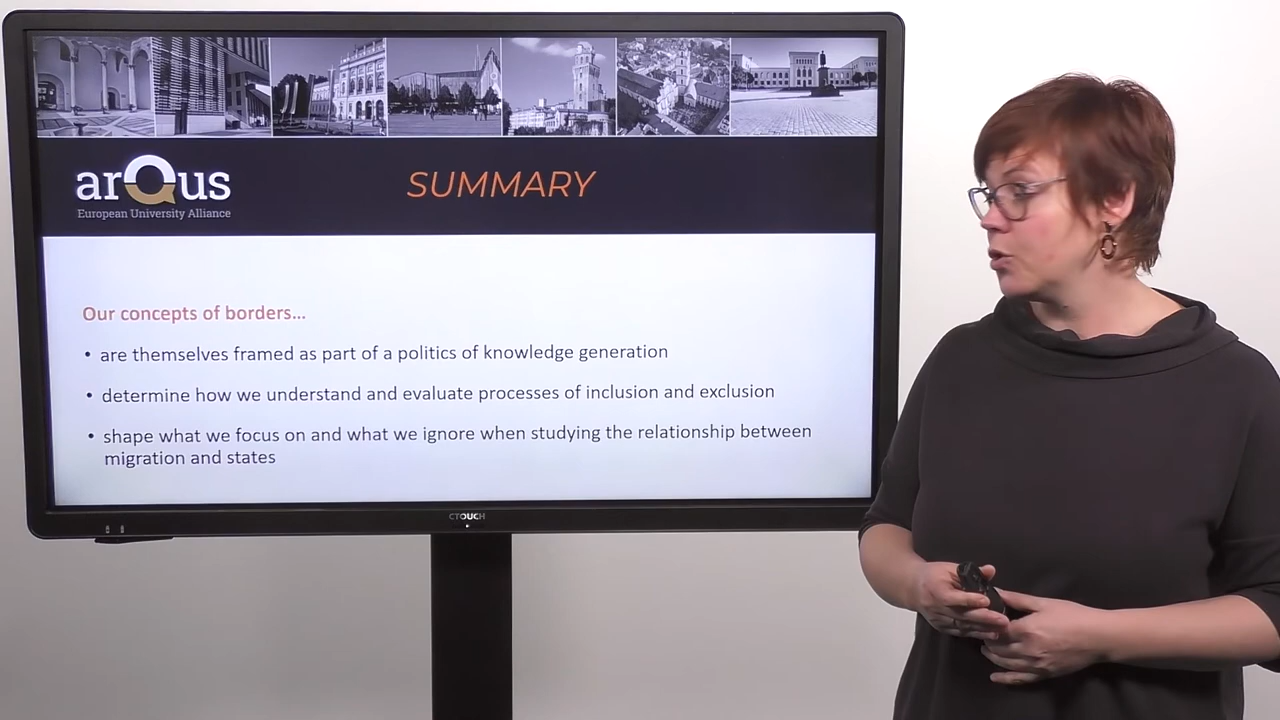 arQus
European University Alliance
SUMMARY
Our concepts of borders...
• are themselves framed as part of a politics of knowledge generation
• determine how we understand and evaluate processes of inclusion and exclusion
• shape what we focus on and what we ignore when studying the relationship between
migration and states
CTOUCH